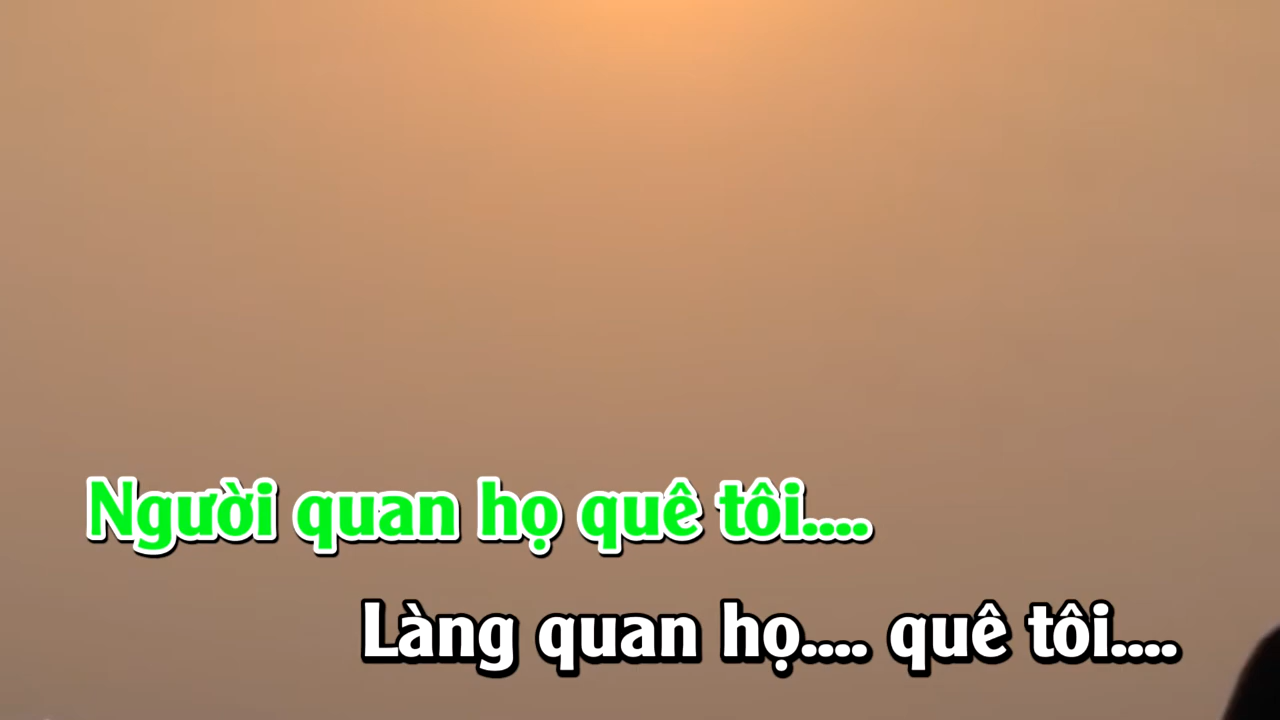 Người quan họ quê tôi....
Làng quan họ.... quê tôi....